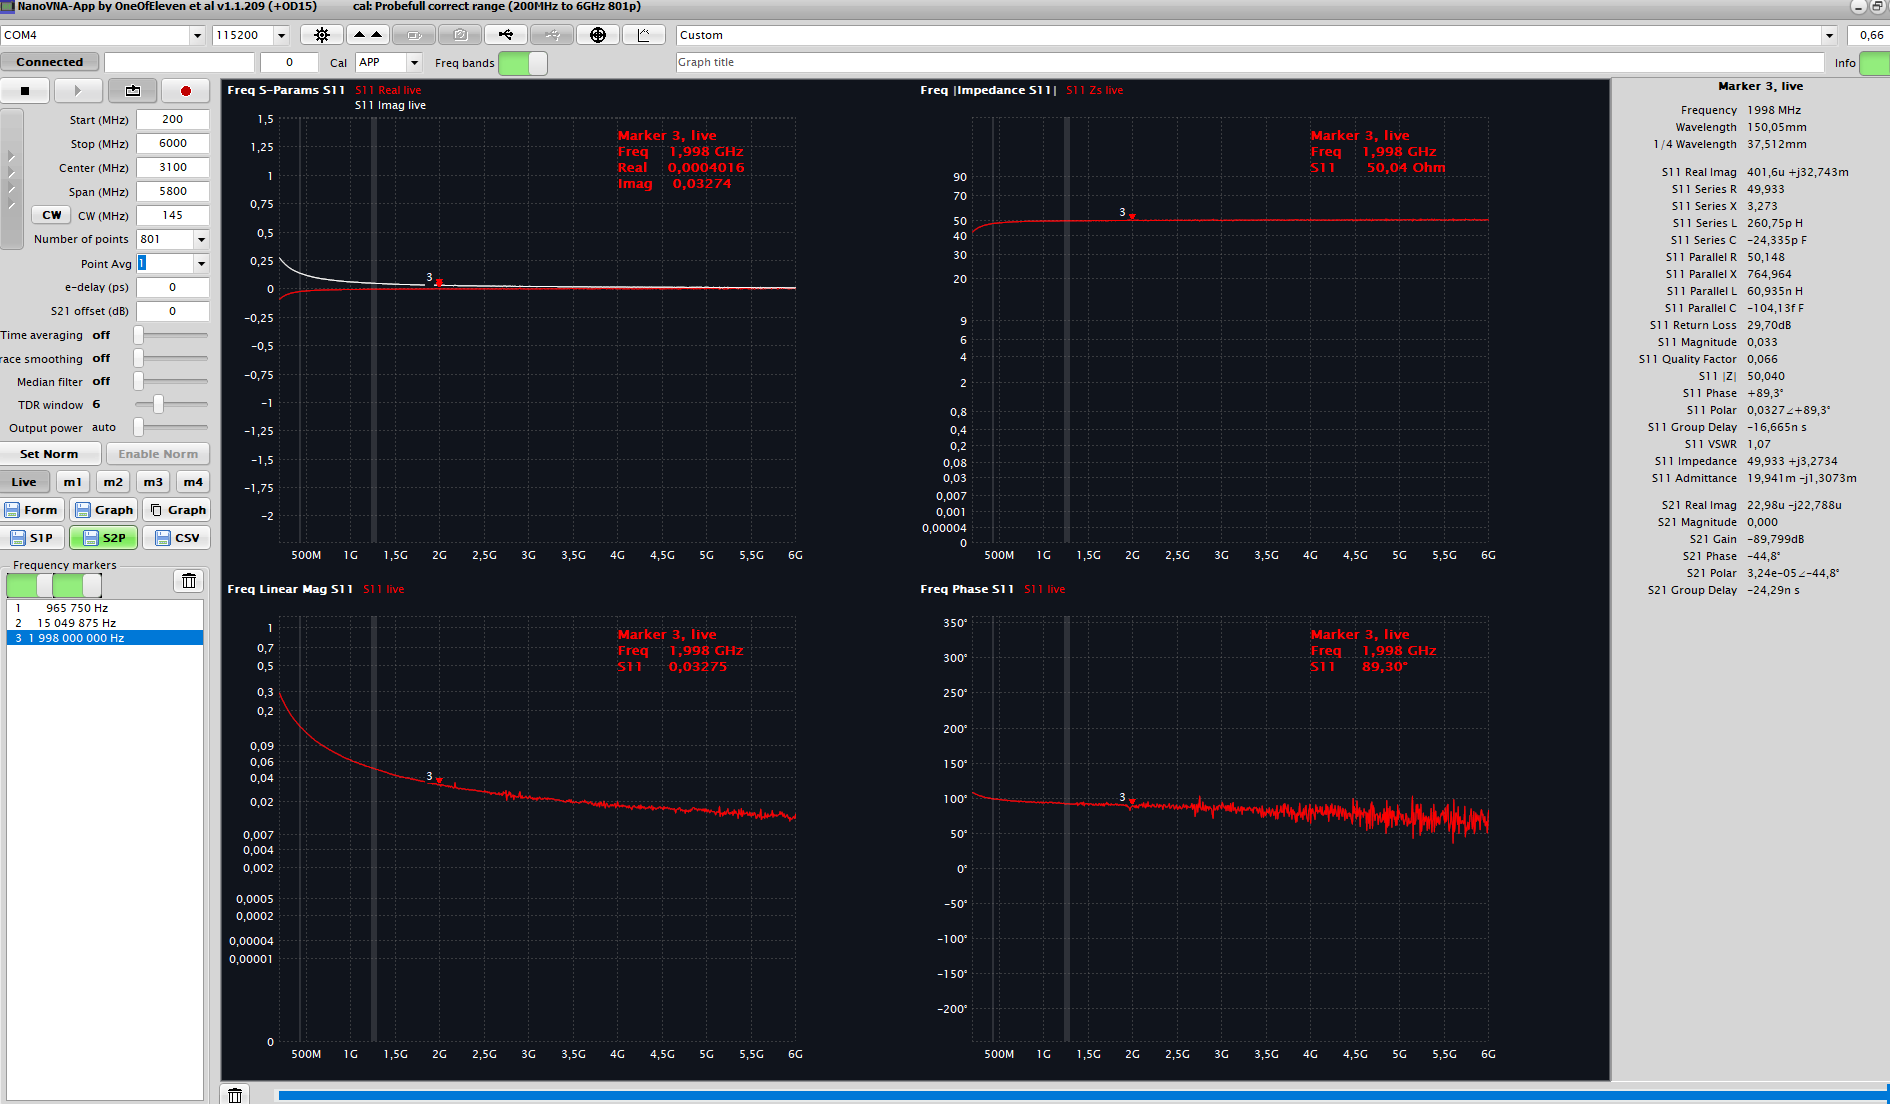 NanoVNA-App by OneOfEleven et al v1.1.209 (+OD15) cal: Probefull correct range (200MHz to 6GHz 801p)
COM4 115200 Custom 0,66
Connected 0 Cal APP Freq bands Graph title Info
Start (MHz) 200
Stop (MHz) 6000
Center (MHz) 3100
Span (MHz) 5800
CW CW (MHz) 145
Number of points 801
Point Avg 1
e-delay (ps) 0
S21 offset (dB) 0
Time averaging off
race smoothing off
Median filter off
TDR window 6
Output power auto
Set Norm Enable Norm
Live m1 m2 m3 m4
Form Graph Graph
S1P S2P CSV
Frequency markers
1 965 750 Hz
2 15 049 875 Hz
3 1 998 000 000 Hz
Freq S-Params S11 S11 Real live
S11 Imag live
Marker 3, live
Freq 1,998 GHz
Real 0,0004016
Imag 0,03274
1,5
1,25
1
0,75
0,5
0,25
0
-0,25
-0,5
-0,75
-1
-1,25
-1,5
-1,75
-2
3
500M 1G 1,5G 2G 2,5G 3G 3,5G 4G 4,5G 5G 5,5G 6G
Freq |Impedance S11| S11 Zs live
Marker 3, live
Freq 1,998 GHz
S11 50,04 Ohm
90
70
50
40
30
20
9
6
4
2
0,8
0,4
0,2
0,08
0,03
0,007
0,001
0,00004
0
3
500M 1G 1,5G 2G 2,5G 3G 3,5G 4G 4,5G 5G 5,5G 6G
Freq Linear Mag S11 S11 live
Marker 3, live
Freq 1,998 GHz
S11 0,03275
1
0,7
0,5
0,3
0,2
0,09
0,06
0,04
0,02
0,007
0,004
0,002
0,0005
0,0002
0,00004
0,00001
0
3
500M 1G 1,5G 2G 2,5G 3G 3,5G 4G 4,5G 5G 5,5G 6G
Freq Phase S11 S11 live
Marker 3, live
Freq 1,998 GHz
S11 89,30°
350°
300°
250°
200°
150°
100°
50°
0°
-50°
-100°
-150°
-200°
3
500M 1G 1,5G 2G 2,5G 3G 3,5G 4G 4,5G 5G 5,5G 6G
Marker 3, live
Frequency 1998 MHz
Wavelength 150,05mm
1/4 Wavelength 37,512mm
S11 Real Imag 401,6u +j32,743m
S11 Series R 49,933
S11 Series X 3,273
S11 Series L 260,75p H
S11 Series C -24,335p F
S11 Parallel R 50,148
S11 Parallel X 764,964
S11 Parallel L 60,935n H
S11 Parallel C -104,13f F
S11 Return Loss 29,70dB
S11 Magnitude 0,033
S11 Quality Factor 0,066
S11 |Z| 50,040
S11 Phase +89,3°
S11 Polar 0,0327∠+89,3°
S11 Group Delay -16,665n s
S11 VSWR 1,07
S11 Impedance 49,933 +j3,2734
S11 Admittance 19,941m -j1,3073m
S21 Real Imag 22,98u -j22,788u
S21 Magnitude 0,000
S21 Gain -89,799dB
S21 Phase -44,8°
S21 Polar 3,24e-05∠-44,8°
S21 Group Delay -24,29n s